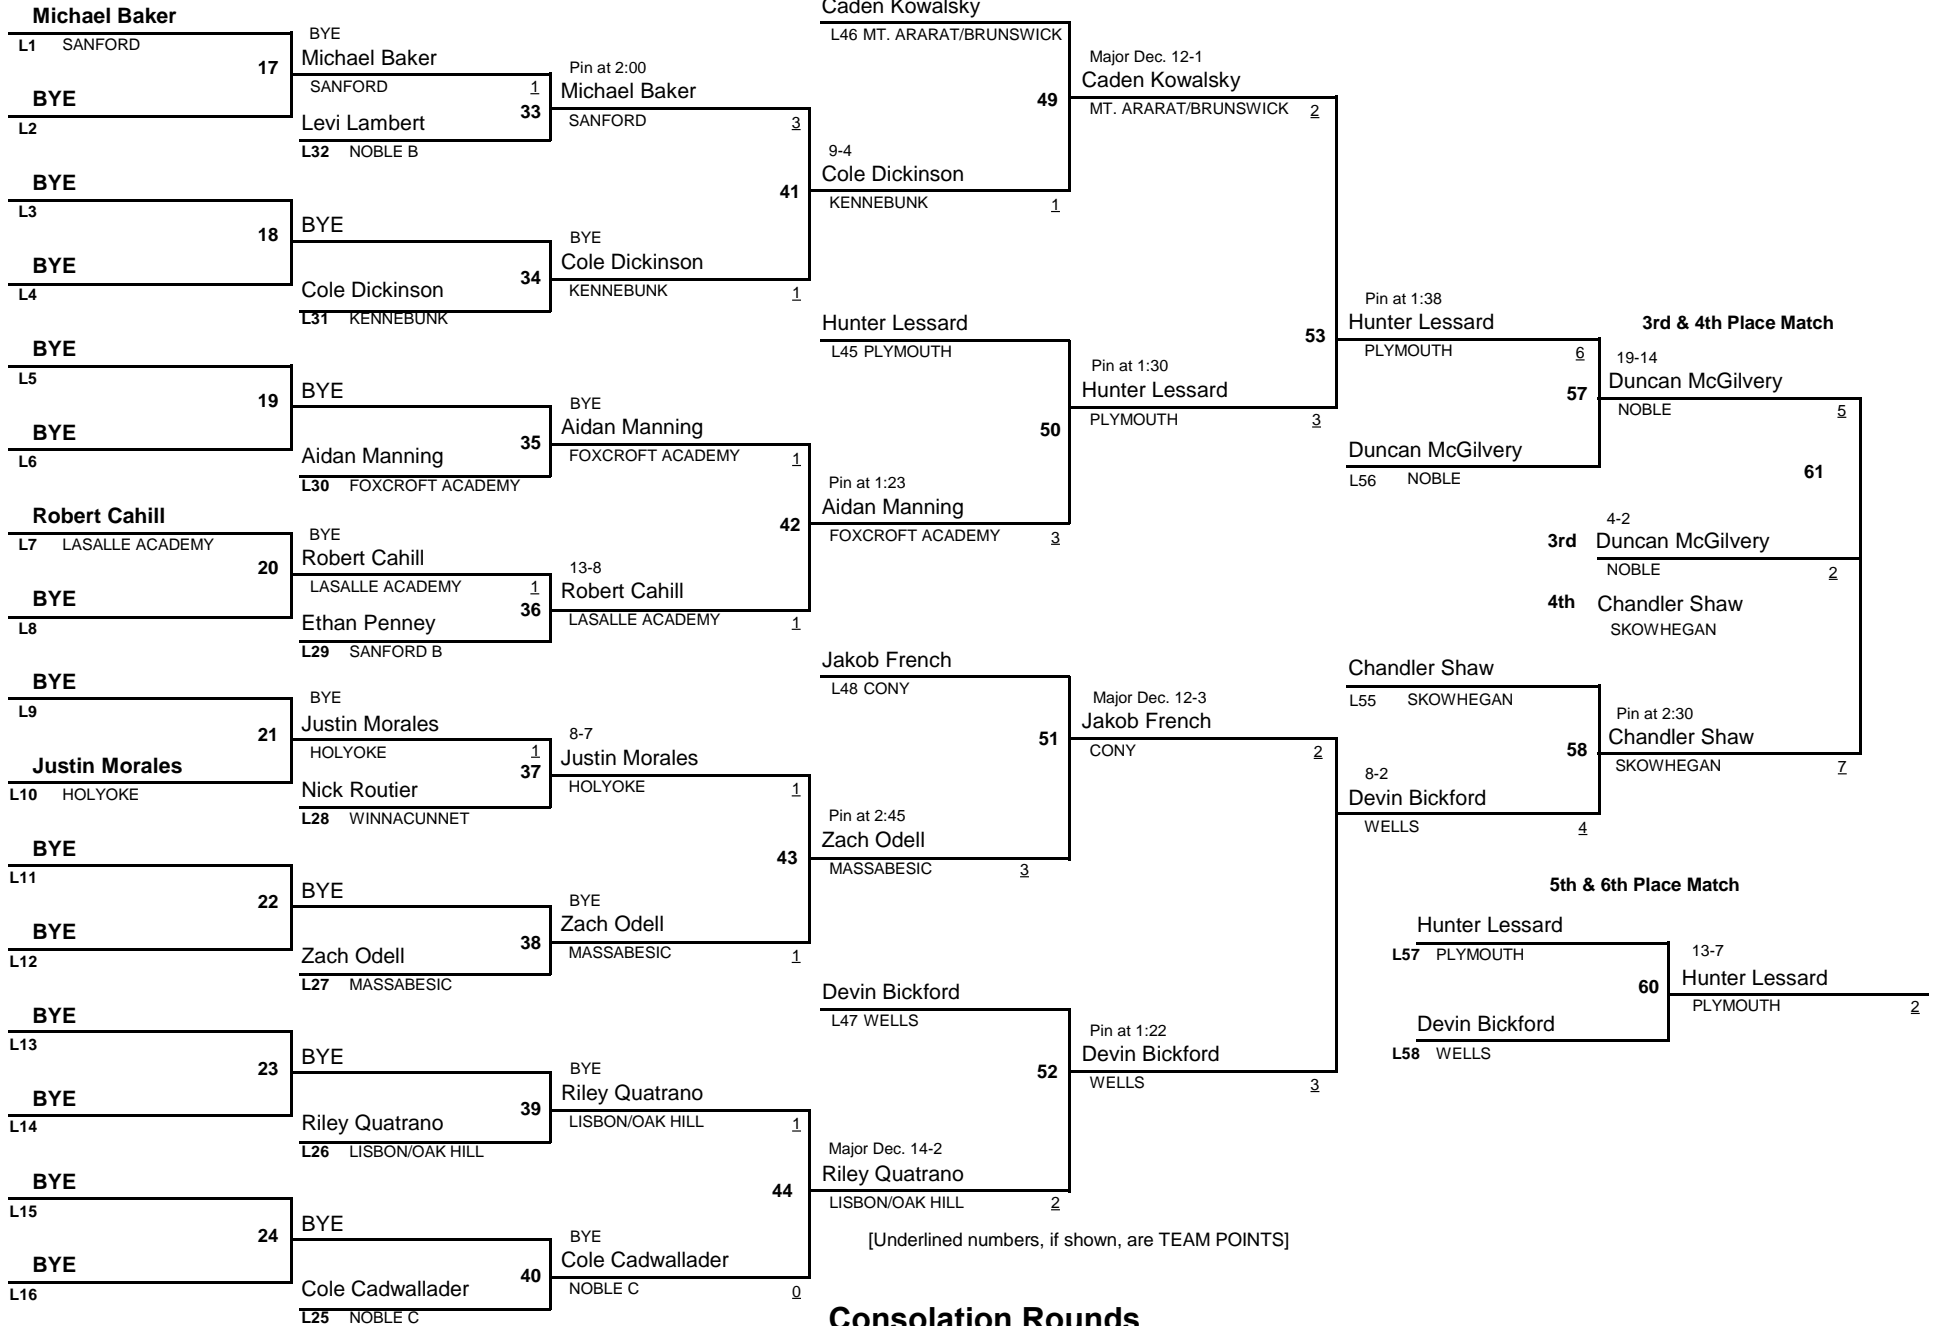 Michael Baker
L1 SANFORD
17
BYE
L2
BYE
L3
18
BYE
L4
BYE
L5
19
BYE
L6
Robert Cahill
L7 LASALLE ACADEMY
20
BYE
L8
BYE
L9
21
Justin Morales
L10 HOLYOKE
BYE
L11
22
BYE
L12
BYE
L13
23
BYE
L14
BYE
L15
24
BYE
L16
BYE
Michael Baker
SANFORD 1
33
Levi Lambert
L32 NOBLE B
BYE
34
Cole Dickinson
L31 KENNEBUNK
BYE
35
Aidan Manning
L30 FOXCROFT ACADEMY
BYE
Robert Cahill
LASALLE ACADEMY 1
36
Ethan Penney
L29 SANFORD B
BYE
Justin Morales
HOLYOKE 1
37
Nick Routier
L28 WINNACUNNET
BYE
38
Zach Odell
L27 MASSABESIC
BYE
39
Riley Quatrano
L26 LISBON/OAK HILL
BYE
40
Cole Cadwallader
L25 NOBLE C
Pin at 2:00
Michael Baker
SANFORD 3
41
BYE
Cole Dickinson
KENNEBUNK 1
BYE
Aidan Manning
FOXCROFT ACADEMY 1
42
13-8
Robert Cahill
LASALLE ACADEMY 1
8-7
Justin Morales
HOLYOKE 1
43
BYE
Zach Odell
MASSABESIC 1
BYE
Riley Quatrano
LISBON/OAK HILL 1
44
BYE
Cole Cadwallader
NOBLE C 0
Caden Kowalsky
L46 MT. ARARAT/BRUNSWICK
49
9-4
Cole Dickinson
KENNEBUNK 1
Hunter Lessard
L45 PLYMOUTH
50
Pin at 1:23
Aidan Manning
FOXCROFT ACADEMY 3
Jakob French
L48 CONY
51
Pin at 2:45
Zach Odell
MASSABESIC 3
Devin Bickford
L47 WELLS
52
Major Dec. 14-2
Riley Quatrano
LISBON/OAK HILL 2
[Underlined numbers, if shown, are TEAM POINTS]
Consolation Rounds
Major Dec. 12-1
Caden Kowalsky
MT. ARARAT/BRUNSWICK 2
53
Pin at 1:30
Hunter Lessard
PLYMOUTH 3
Major Dec. 12-3
Jakob French
CONY 2
Pin at 1:22
Devin Bickford
WELLS 3
Pin at 1:38
Hunter Lessard
PLYMOUTH 6
57
Duncan McGilvery
L56 NOBLE
Chandler Shaw
L55 SKOWHEGAN
58
8-2
Devin Bickford
WELLS 4
3rd & 4th Place Match
19-14
Duncan McGilvery
NOBLE 5
61
4-2
3rd Duncan McGilvery
NOBLE 2
4th Chandler Shaw
SKOWHEGAN
Pin at 2:30
Chandler Shaw
SKOWHEGAN 7
5th & 6th Place Match
Hunter Lessard
L57 PLYMOUTH
60
Devin Bickford
L58 WELLS
13-7
Hunter Lessard
PLYMOUTH 2